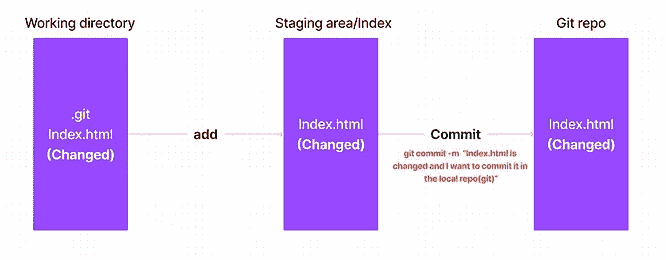 Working directory
Staging area/Index
Git repo
.git
Index.html
(Changed)
add
Index.html
(Changed)
Commit
git commit -m "Index.html is
changed and I want to commit it in
the local repo(git)"
Index.html
(Changed)